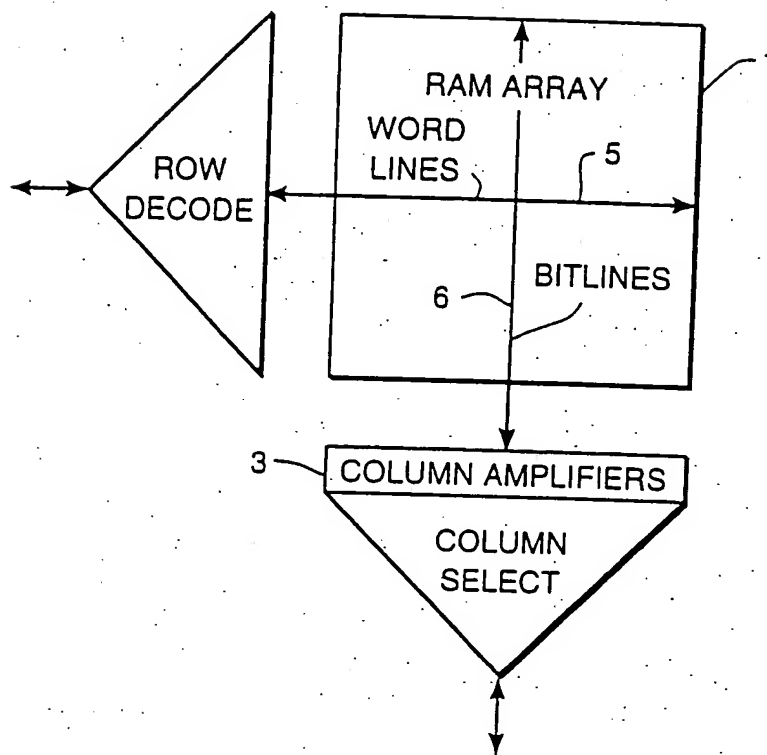 RAM ARRAY
WORD
LINES
5
ROW
DECODE
6
BITLINES
3
COLUMN AMPLIFIERS
COLUMN
SELECT